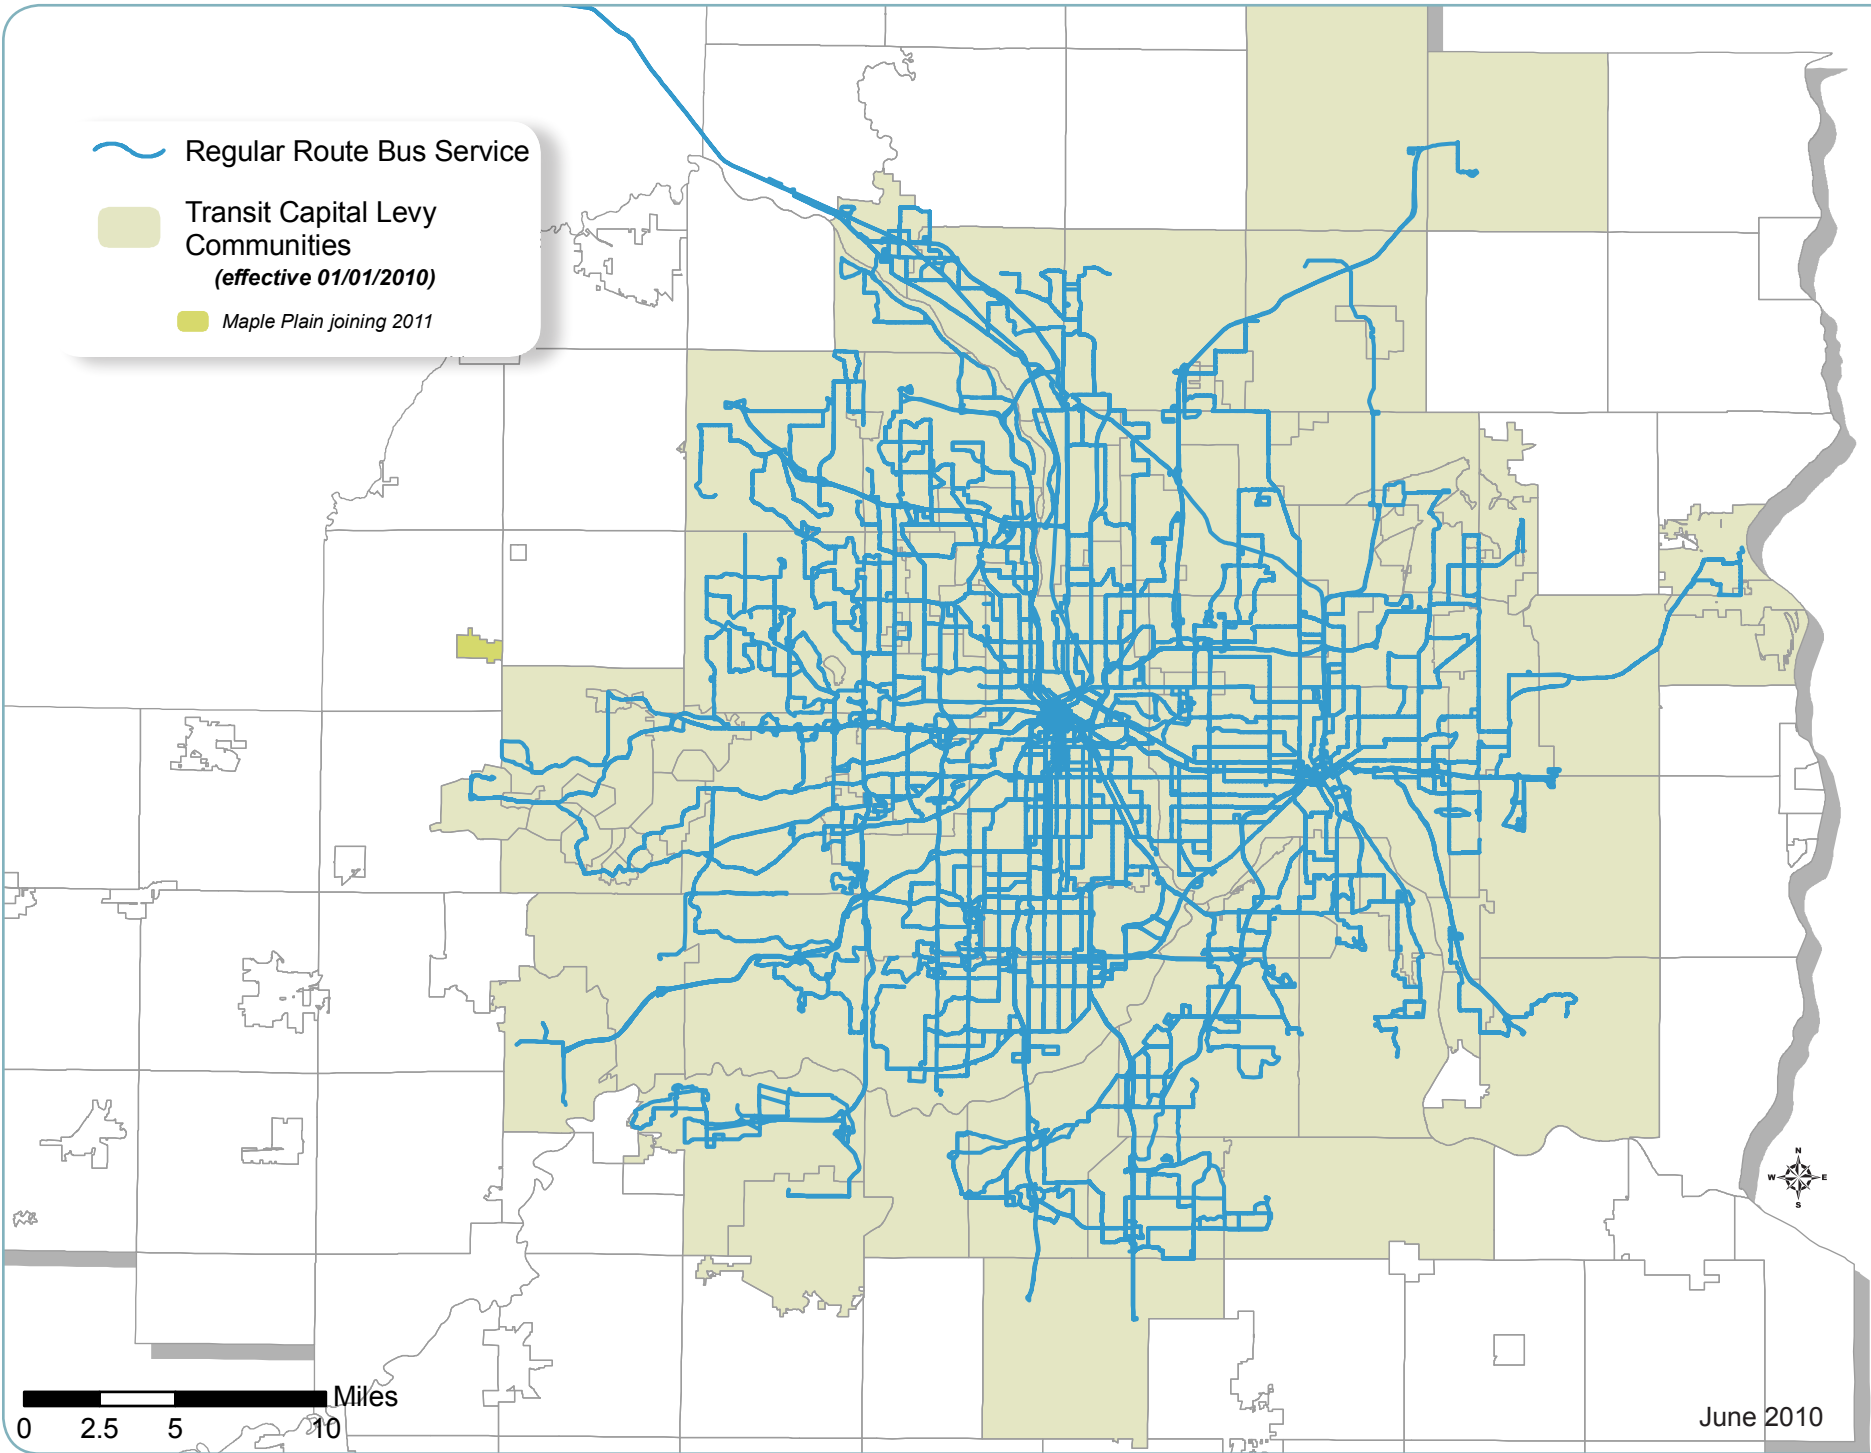 Regular Route Bus Service
Transit Capital Levy
Communities
(effective 01/01/2010)
Maple Plain joining 2011
N
W E
S
Miles
0 2.5 5 10
June 2010